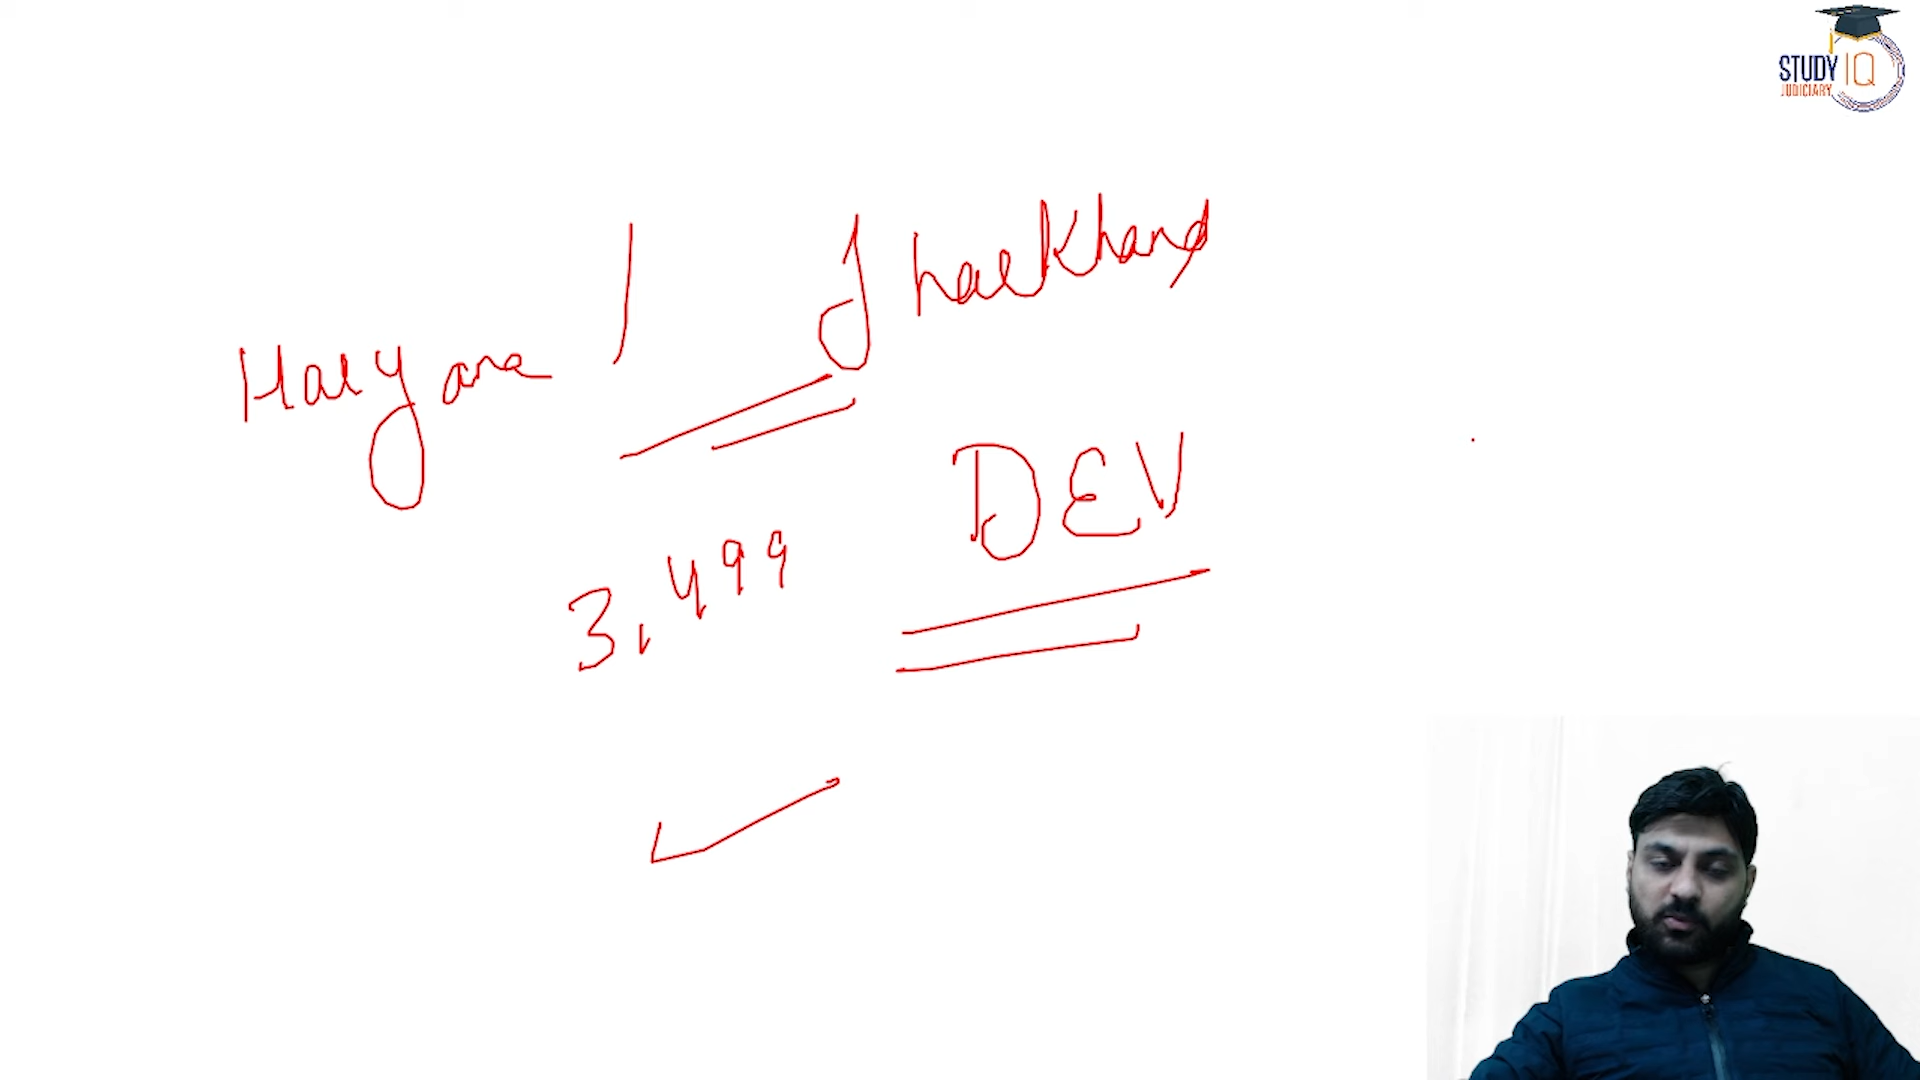 STUDY IQ
JUDICIARY
Haryana / Jharkhand
DEV
3,499